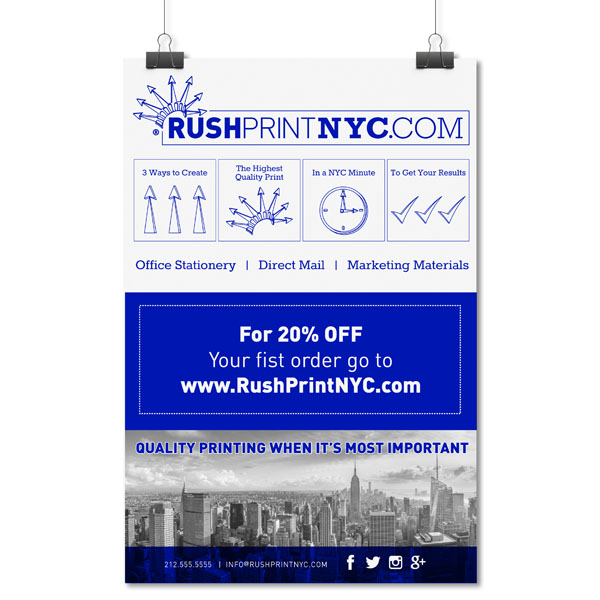 ® RUSHPRINTNYC.COM
3 Ways to Create
The Highest
Quality Print
In a NYC Minute
To Get Your Results
Office Stationery | Direct Mail | Marketing Materials
For 20% OFF
Your fist order go to
www.RushPrintNYC.com
QUALITY PRINTING WHEN IT'S MOST IMPORTANT
212.555.5555 | INFO@RUSHPRINTNYC.COM